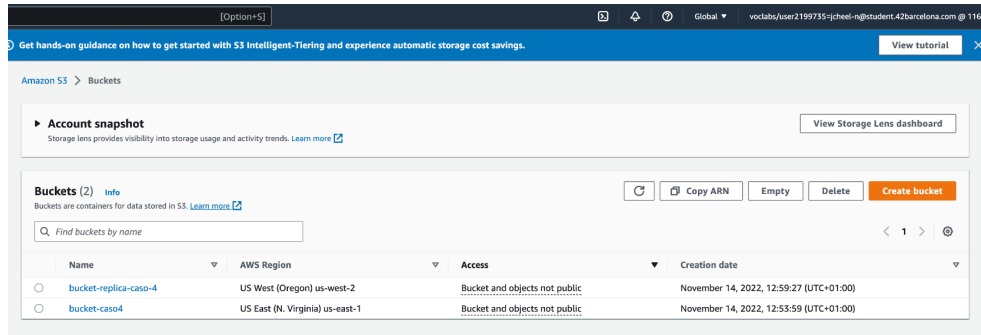 [Option+S]
Global ▼ voclabs/user2199735=jcheel-n@student.42barcelona.com @ 116
Get hands-on guidance on how to get started with S3 Intelligent-Tiering and experience automatic storage cost savings. View tutorial
Amazon S3 > Buckets
Account snapshot
View Storage Lens dashboard
Storage lens provides visibility into storage usage and activity trends. Learn more
Buckets (2) Info
Copy ARN Empty Delete Create bucket
Buckets are containers for data stored in S3. Learn more
Find buckets by name
< 1 >
Name AWS Region Access Creation date
bucket-replica-caso-4 US West (Oregon) us-west-2 Bucket and objects not public November 14, 2022, 12:59:27 (UTC+01:00)
bucket-caso4 US East (N. Virginia) us-east-1 Bucket and objects not public November 14, 2022, 12:53:59 (UTC+01:00)